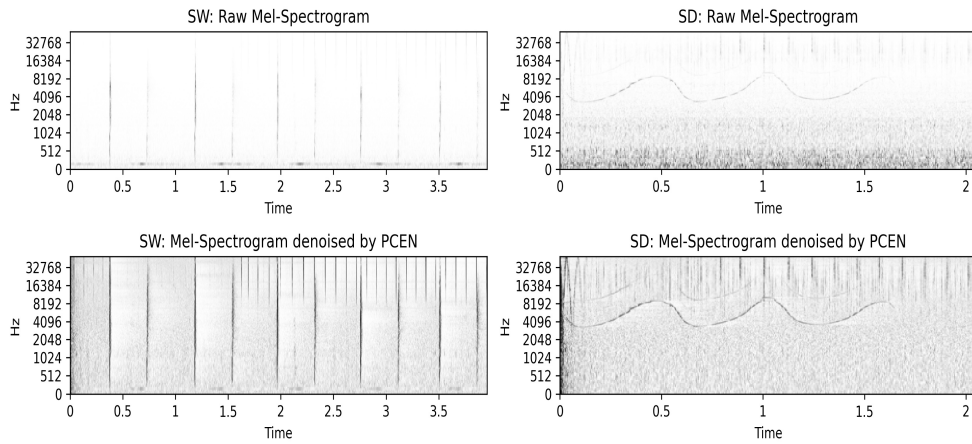 SW: Raw Mel-Spectrogram
Hz
32768
16384
8192
4096
2048
1024
512
0
0 0.5 1 1.5 2 2.5 3 3.5
Time
SD: Raw Mel-Spectrogram
Hz
32768
16384
8192
4096
2048
1024
512
0
0 0.5 1 1.5 2
Time
SW: Mel-Spectrogram denoised by PCEN
Hz
32768
16384
8192
4096
2048
1024
512
0
0 0.5 1 1.5 2 2.5 3 3.5
Time
SD: Mel-Spectrogram denoised by PCEN
Hz
32768
16384
8192
4096
2048
1024
512
0
0 0.5 1 1.5 2
Time